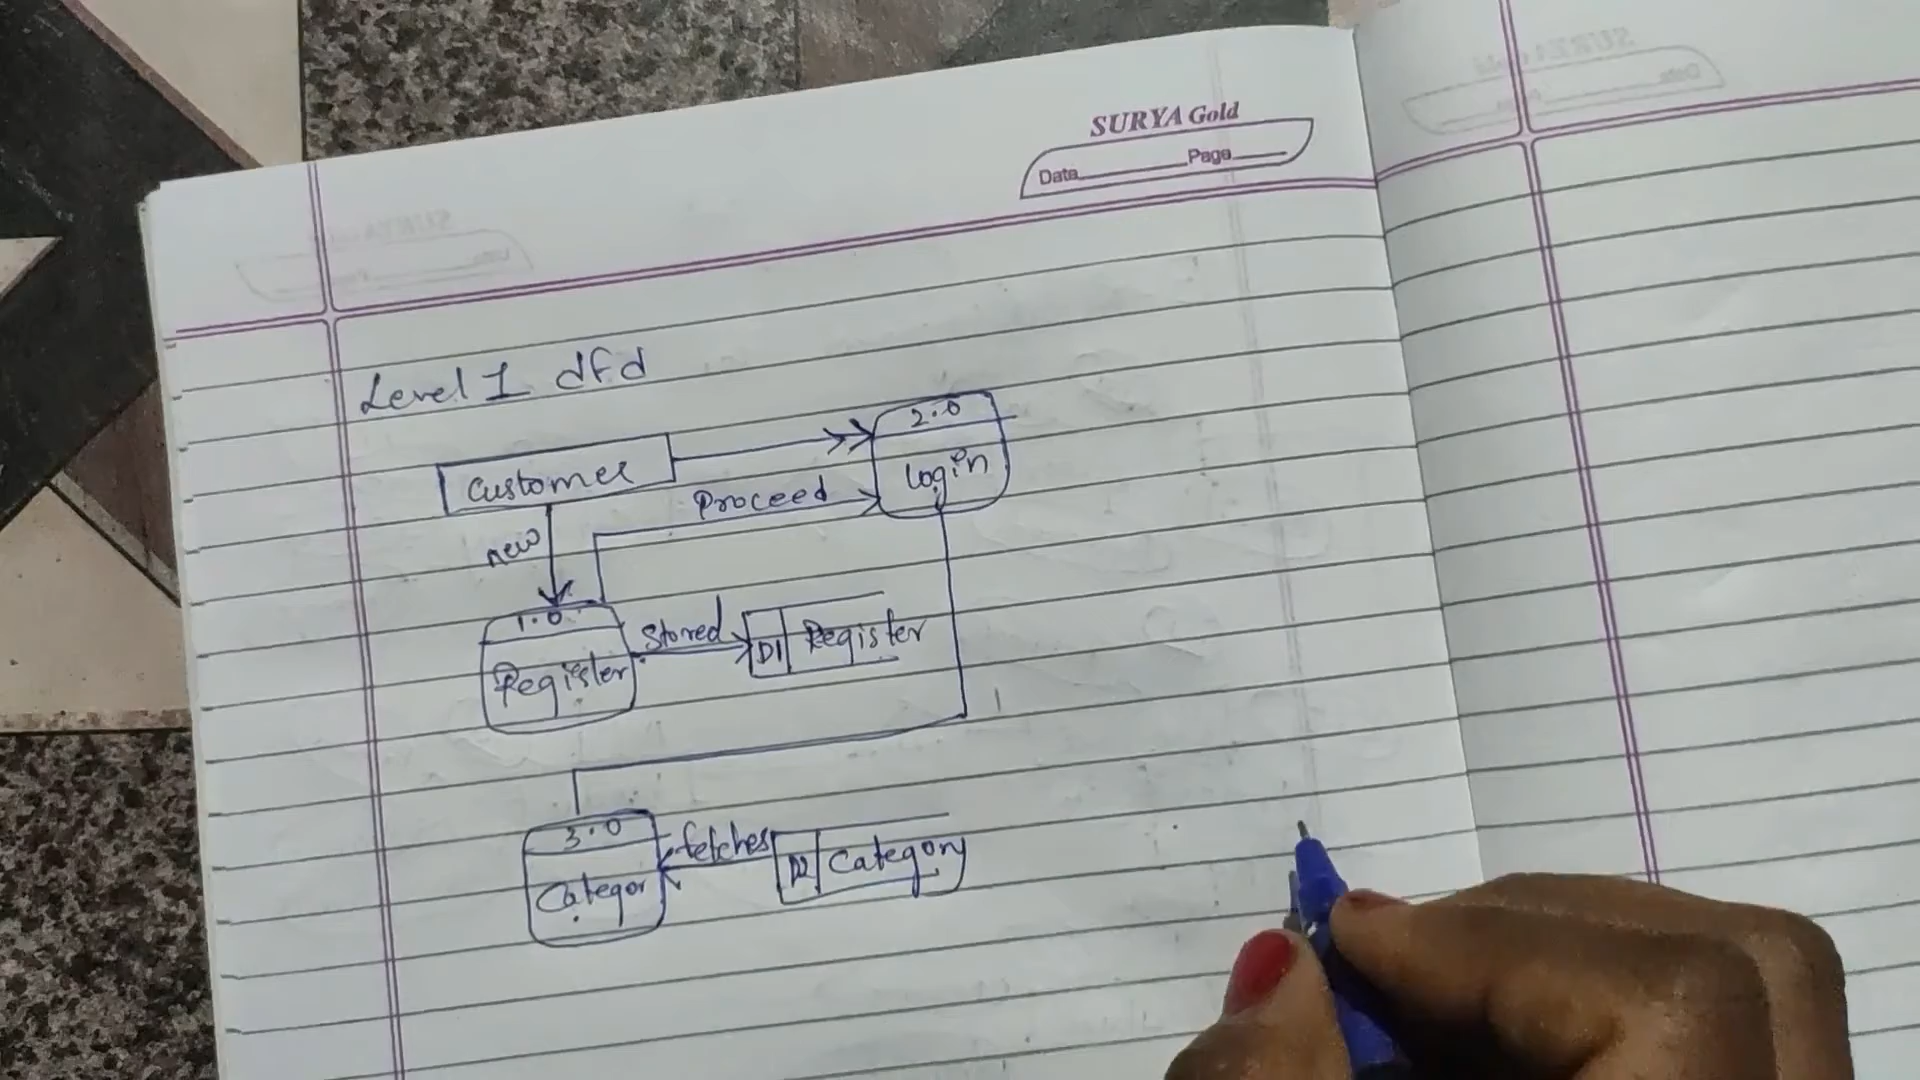 SURYA Gold
Date Page
Level 1 dfd
2.0
Customer
login
Proceed
new
1.0
Stored
D1 Register
Register
3.0
fetches
D2 Category
Categor